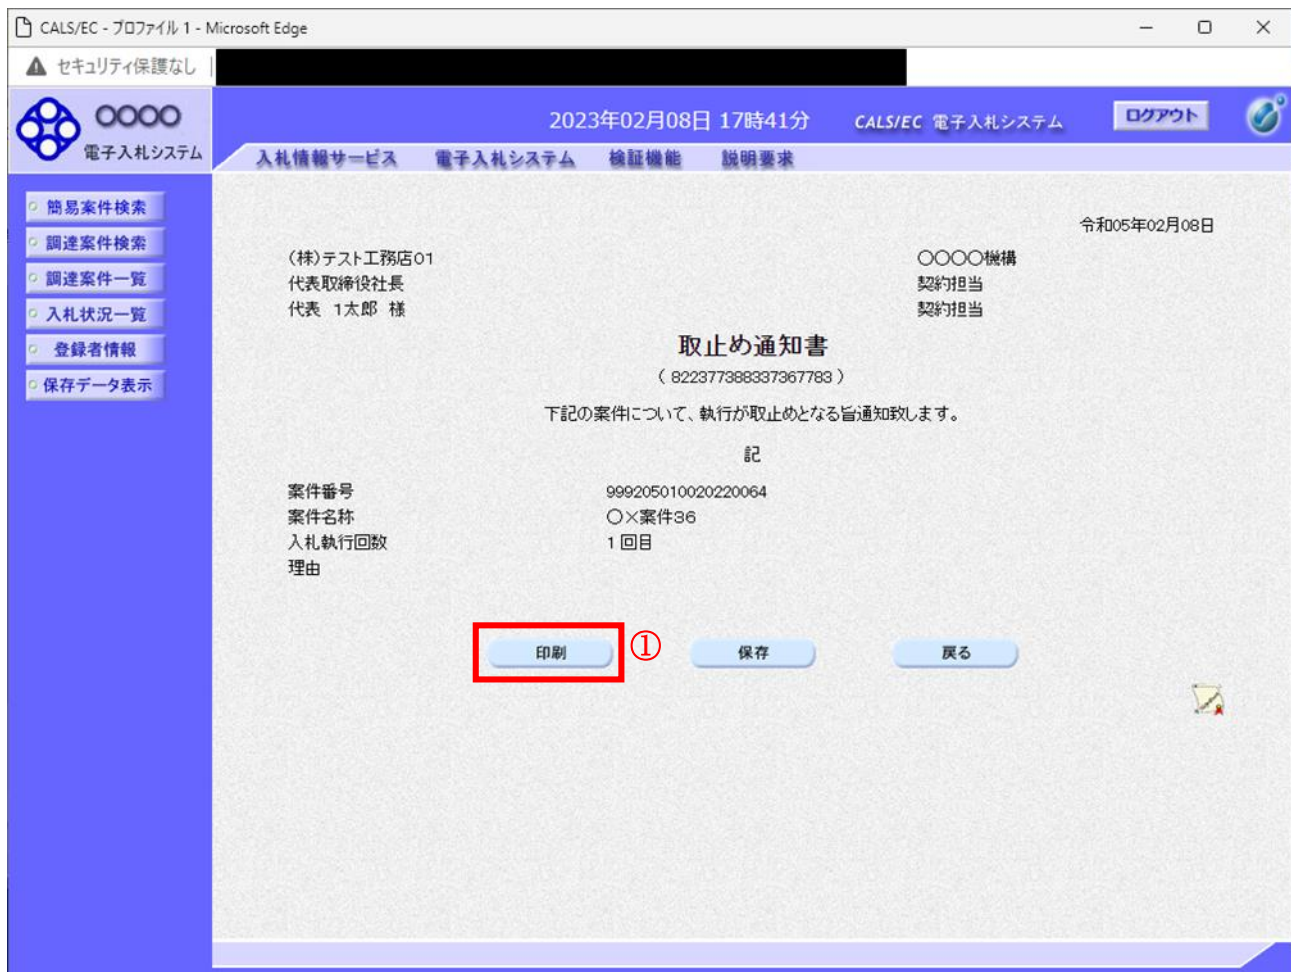 CALS/EC - プロファイル 1 - Microsoft Edge
セキュリティ保護なし
〇〇〇〇
電子入札システム
2023年02月08日 17時41分
CALS/EC 電子入札システム
ログアウト
入札情報サービス 電子入札システム 検証機能 説明要求
簡易案件検索
調達案件検索
調達案件一覧
入札状況一覧
登録者情報
保存データ表示
令和05年02月08日
(株)テスト工務店01
代表取締役社長
代表 1太郎 様
〇〇〇〇機構
契約担当
契約担当
取止め通知書
( 822377388337367783 )
下記の案件について、執行が取止めとなる旨通知致します。
記
案件番号 999205010020220064
案件名称 〇×案件36
入札執行回数 1 回目
理由
印刷 ① 保存 戻る